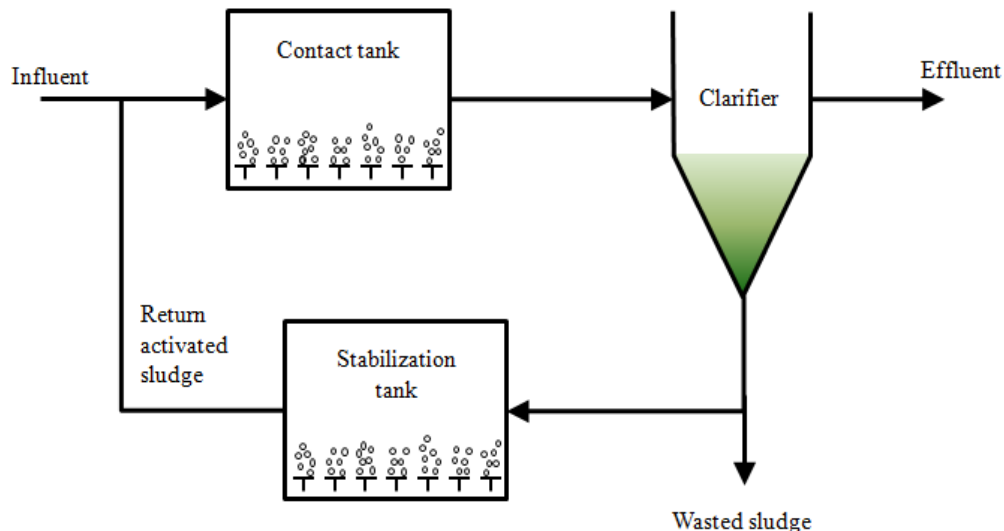 Contact tank
Influent
Clarifier
Effluent
Return
activated
sludge
Stabilization
tank
Wasted sludge